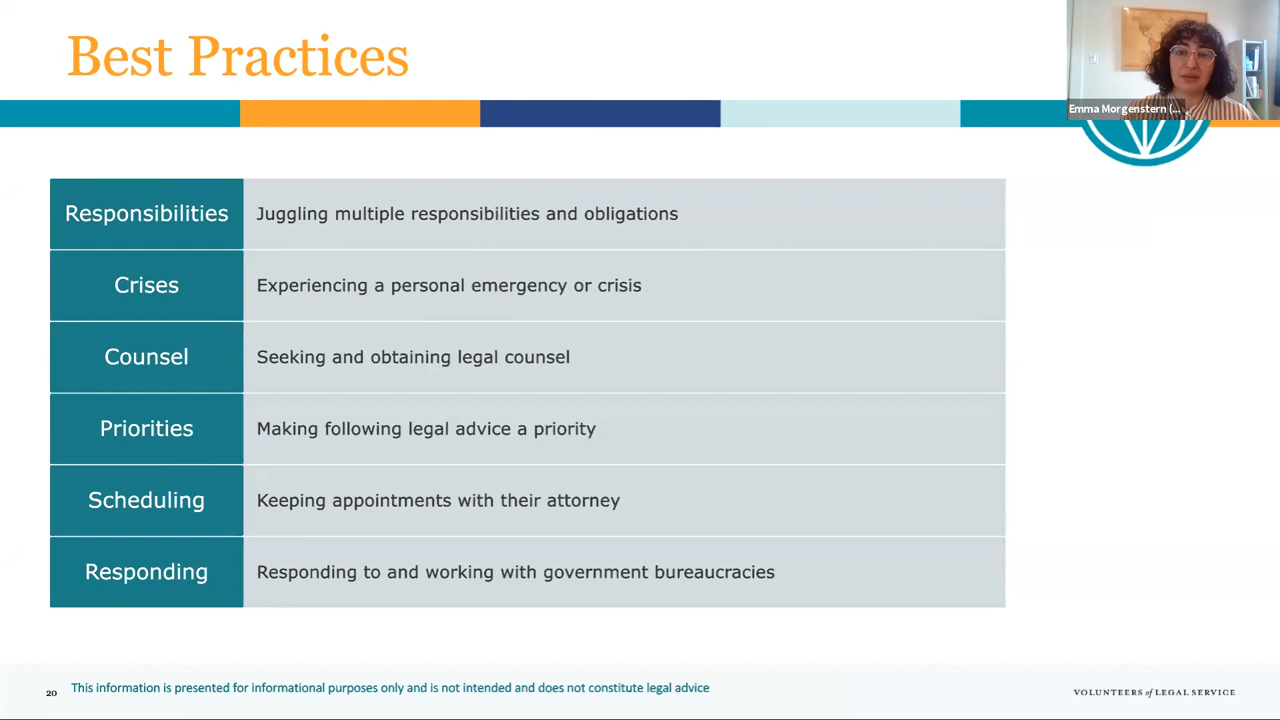 Best Practices
Emma Morgenstern (...
Responsibilities
Juggling multiple responsibilities and obligations
Crises
Experiencing a personal emergency or crisis
Counsel
Seeking and obtaining legal counsel
Priorities
Making following legal advice a priority
Scheduling
Keeping appointments with their attorney
Responding
Responding to and working with government bureaucracies
20
This information is presented for informational purposes only and is not intended and does not constitute legal advice
VOLUNTEERS of LEGAL SERVICE